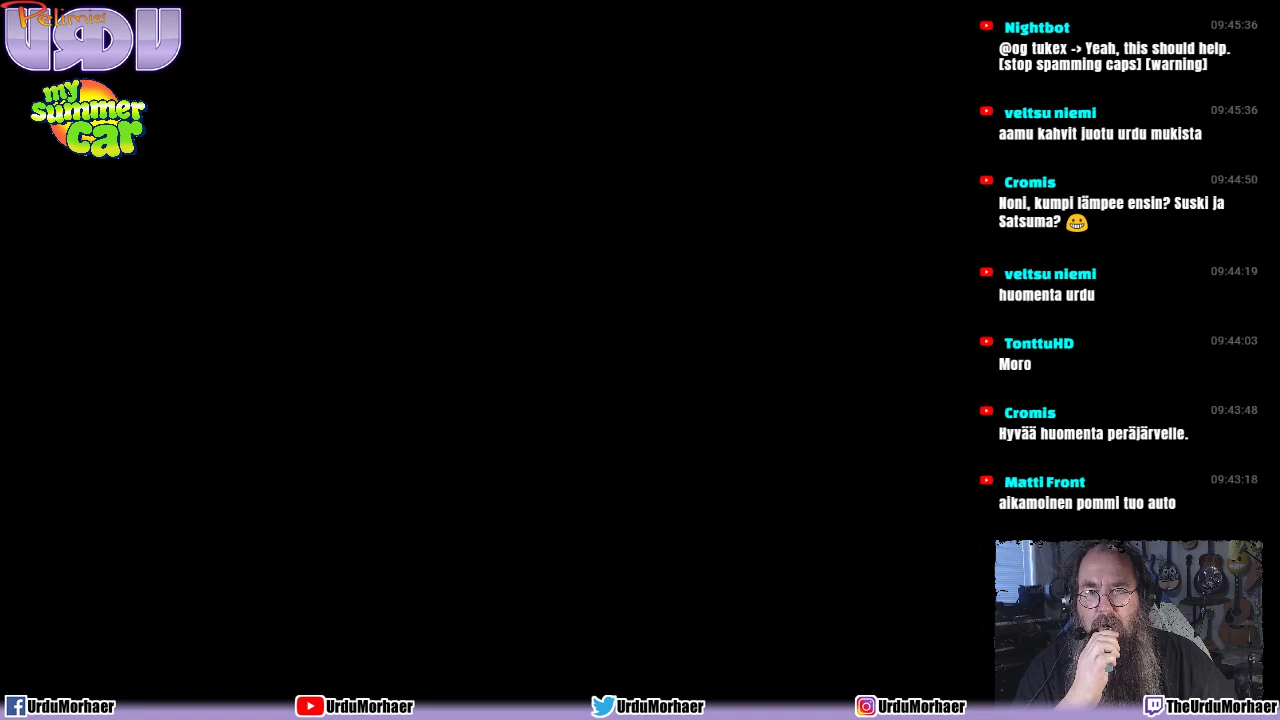 Pelimies
URDU
my
summer
car
Nightbot 09:45:36
@og tukex -> Yeah, this should help.
[stop spamming caps] [warning]
veltsu niemi 09:45:36
aamu kahvit juotu urdu mukista
Cromis 09:44:50
Noni, kumpi lämpee ensin? Suski ja
Satsuma? 😀
veltsu niemi 09:44:19
huomenta urdu
TonttuHD 09:44:03
Moro
Cromis 09:43:48
Hyvää huomenta peräjärvelle.
Matti Front 09:43:18
aikamoinen pommi tuo auto
UrduMorhaer UrduMorhaer UrduMorhaer UrduMorhaer TheUrduMorhaer